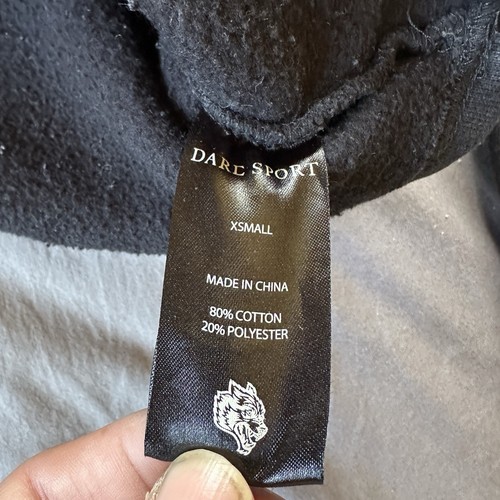 DARE SPORT
XSMALL
MADE IN CHINA
80% COTTON
20% POLYESTER